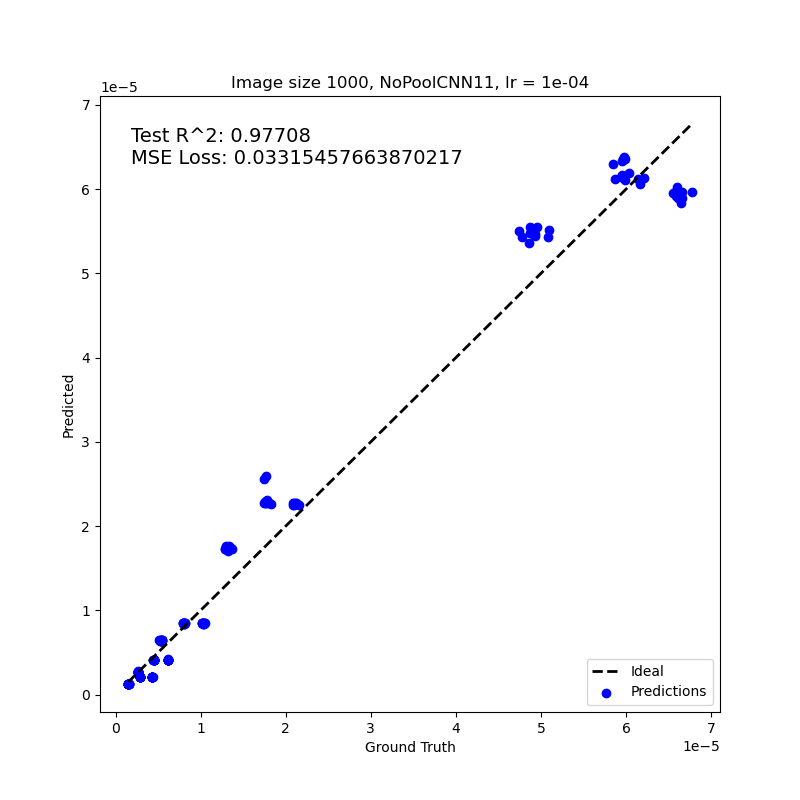 Image size 1000, NoPoolCNN11, lr = 1e-04
1e−5
7
6
5
4
3
2
1
0
Predicted
Test R^2: 0.97708
MSE Loss: 0.03315457663870217
Ideal
Predictions
0 1 2 3 4 5 6 7
1e−5
Ground Truth